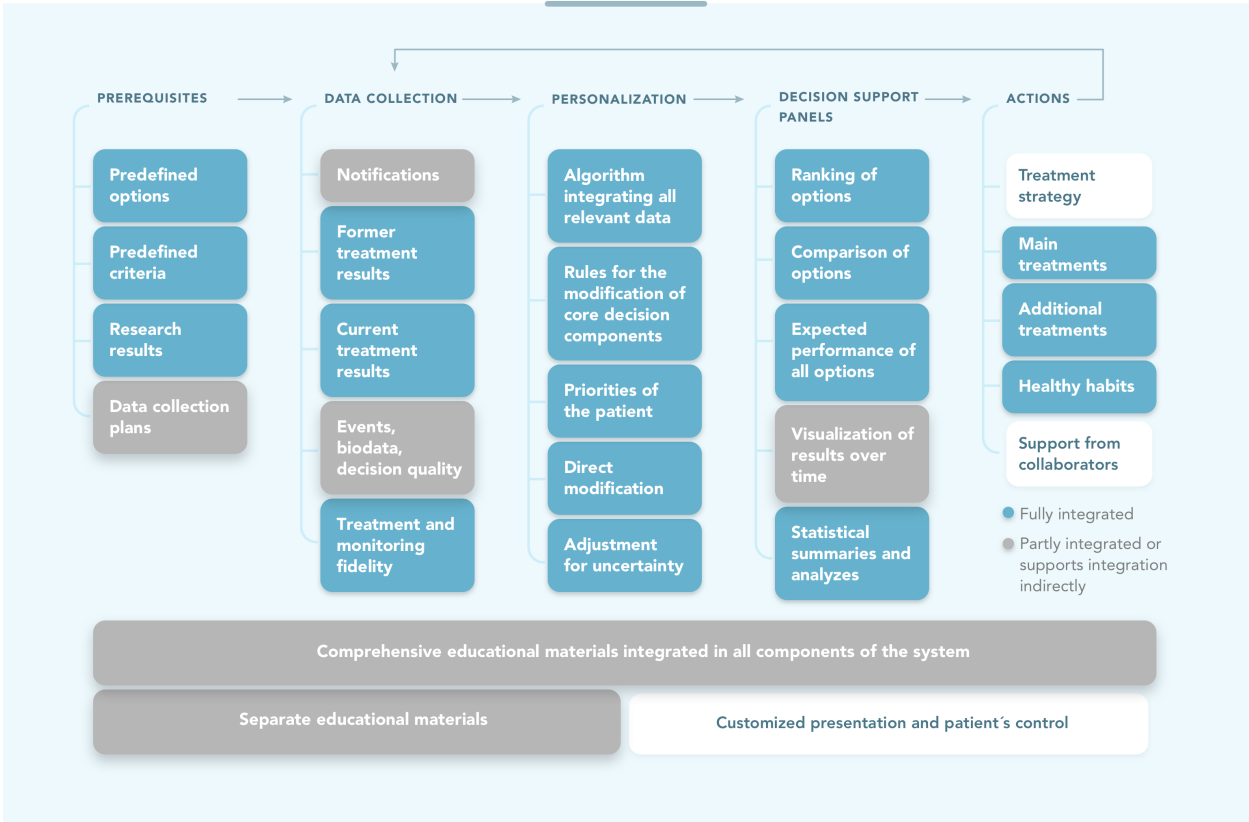 PREREQUISITES
Predefined
options
Predefined
criteria
Research
results
Data collection
plans
DATA COLLECTION
Notifications
Former
treatment
results
Current
treatment
results
Events,
biodata,
decision quality
Treatment and
monitoring
fidelity
PERSONALIZATION
Algorithm
integrating all
relevant data
Rules for the
modification of
core decision
components
Priorities of
the patient
Direct
modification
Adjustment
for uncertainty
DECISION SUPPORT
PANELS
Ranking of
options
Comparison of
options
Expected
performance of
all options
Visualization of
results over
time
Statistical
summaries and
analyzes
ACTIONS
Treatment
strategy
Main
treatments
Additional
treatments
Healthy habits
Support from
collaborators
Fully integrated
Partly integrated or
supports integration
indirectly
Comprehensive educational materials integrated in all components of the system
Separate educational materials
Customized presentation and patient´s control